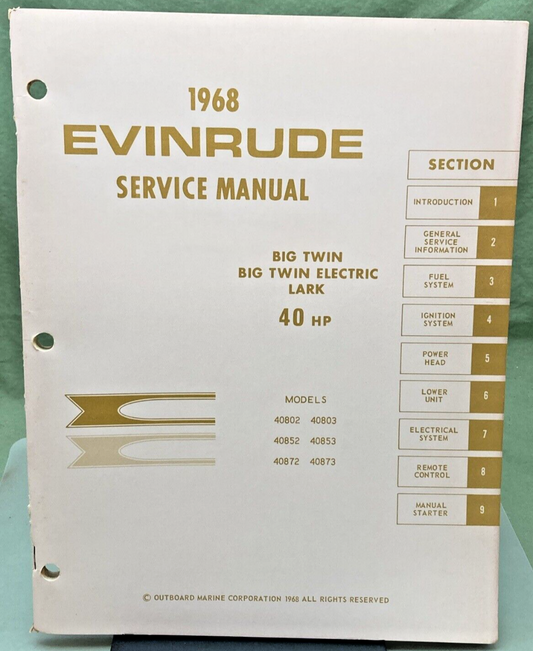 1968
EVINRUDE
SERVICE MANUAL
BIG TWIN
BIG TWIN ELECTRIC
LARK
40 HP
MODELS
40802 40803
40852 40853
40872 40873
SECTION
INTRODUCTION 1
GENERAL
SERVICE
INFORMATION 2
FUEL
SYSTEM 3
IGNITION
SYSTEM 4
POWER
HEAD 5
LOWER
UNIT 6
ELECTRICAL
SYSTEM 7
REMOTE
CONTROL 8
MANUAL
STARTER 9
© OUTBOARD MARINE CORPORATION 1968 ALL RIGHTS RESERVED